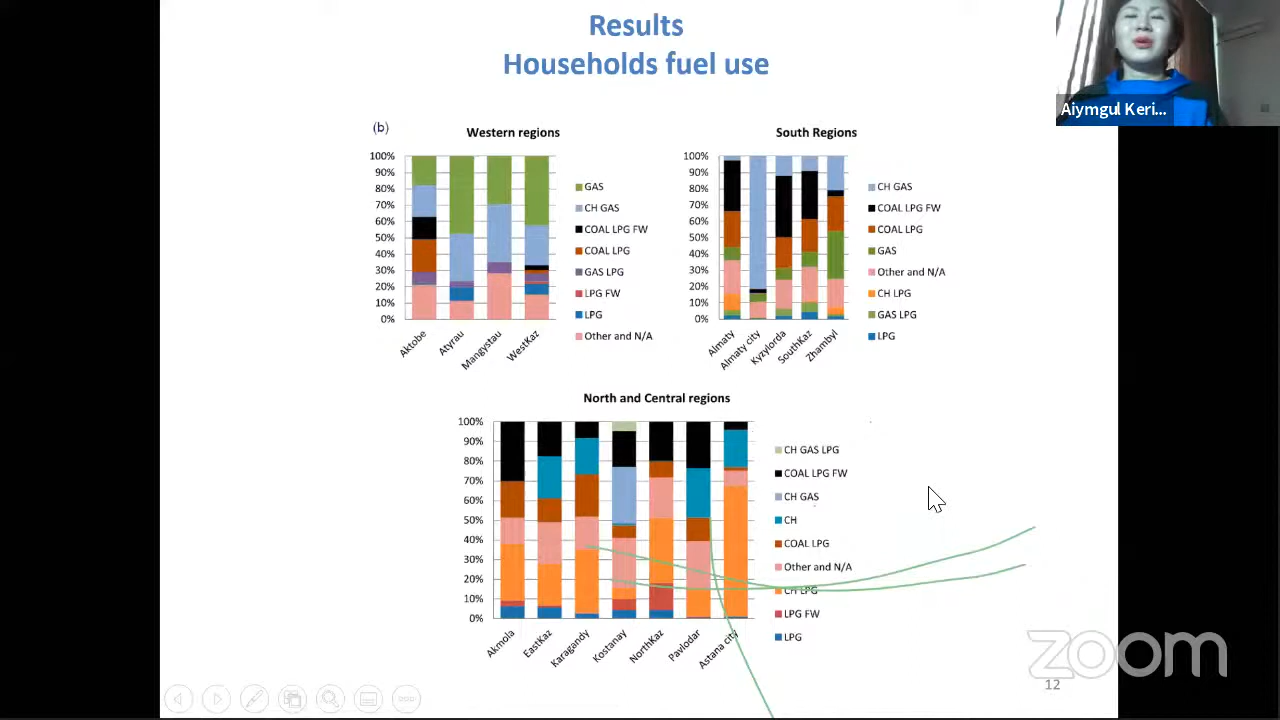 Results
Households fuel use
Aiymgul Keri...
(b)
Western regions
100%
90%
80%
70%
60%
50%
40%
30%
20%
10%
0%
Aktobe
Atyrau
Mangystau
WestKaz
GAS
CH GAS
COAL LPG FW
COAL LPG
GAS LPG
LPG FW
LPG
Other and N/A
South Regions
100%
90%
80%
70%
60%
50%
40%
30%
20%
10%
0%
Almaty
Almaty city
Kyzylorda
SouthKaz
Zhambyl
CH GAS
COAL LPG FW
COAL LPG
GAS
Other and N/A
CH LPG
GAS LPG
LPG
North and Central regions
100%
90%
80%
70%
60%
50%
40%
30%
20%
10%
0%
Akmola
EastKaz
Karagandy
Kostanay
NorthKaz
Pavlodar
Astana city
CH GAS LPG
COAL LPG FW
CH GAS
CH
COAL LPG
Other and N/A
CH LPG
LPG FW
LPG
zoom
12